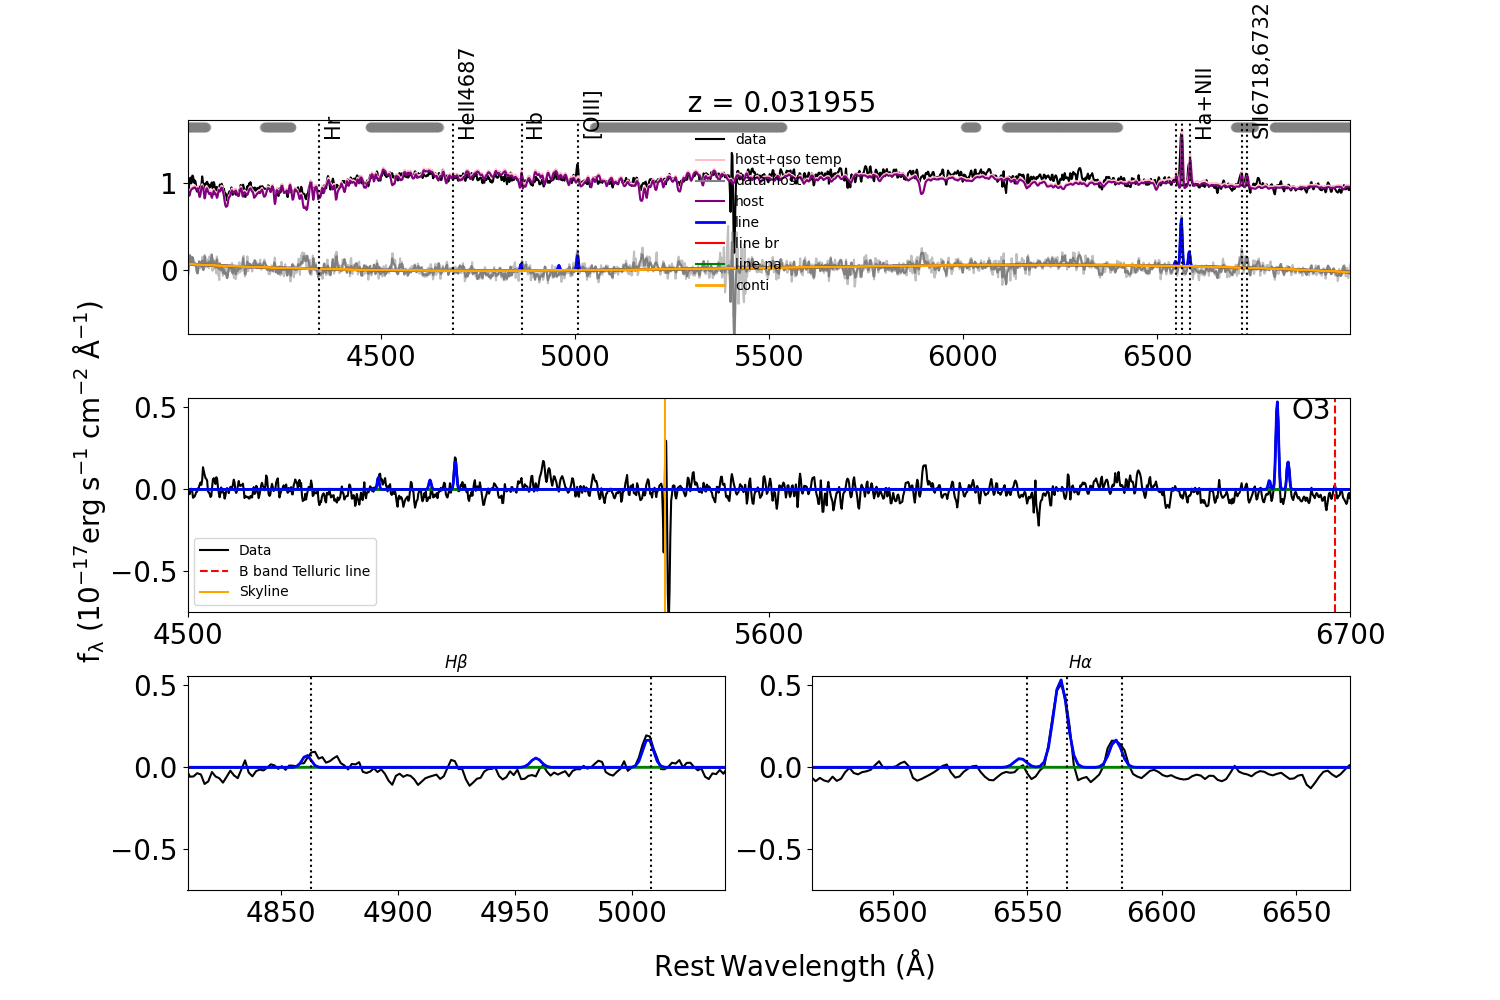 z = 0.031955
Hr
HeII4687
Hb
[OIII]
Ha+NII
SII6718,6732
data
host+qso temp
data-host
host
line
line br
line na
conti
1
0
4500
5000
5500
6000
6500
f_λ (10⁻¹⁷erg s⁻¹ cm⁻² Å⁻¹)
O3
0.5
0.0
−0.5
Data
B band Telluric line
Skyline
4500
5600
6700
Hβ
0.5
0.0
−0.5
4850
4900
4950
5000
Hα
0.5
0.0
−0.5
6500
6550
6600
6650
Rest Wavelength (Å)